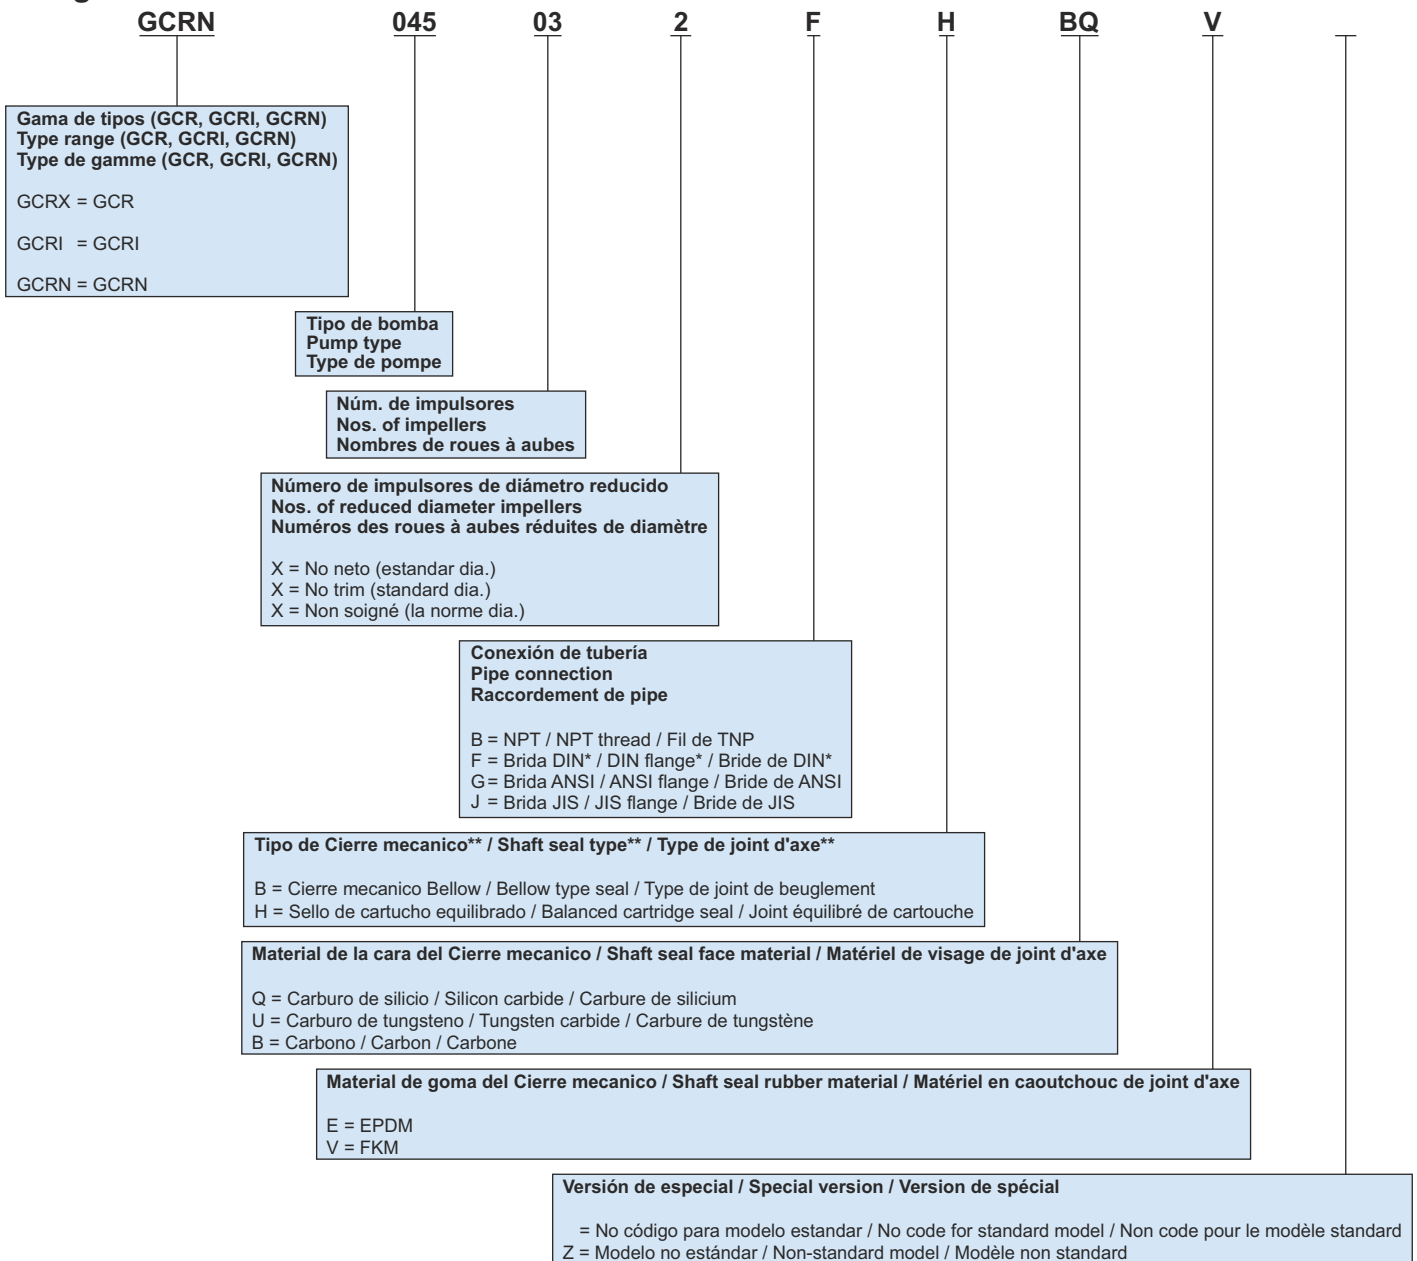 GCRN 045 03 2 F H BQ V
Gama de tipos (GCR, GCRI, GCRN)
Type range (GCR, GCRI, GCRN)
Type de gamme (GCR, GCRI, GCRN)
GCRX = GCR
GCRI = GCRI
GCRN = GCRN
Tipo de bomba
Pump type
Type de pompe
Núm. de impulsores
Nos. of impellers
Nombres de roues à aubes
Número de impulsores de diámetro reducido
Nos. of reduced diameter impellers
Numéros des roues à aubes réduites de diamètre
X = No neto (estandar dia.)
X = No trim (standard dia.)
X = Non soigné (la norme dia.)
Conexión de tubería
Pipe connection
Raccordement de pipe
B = NPT / NPT thread / Fil de TNP
F = Brida DIN* / DIN flange* / Bride de DIN*
G = Brida ANSI / ANSI flange / Bride de ANSI
J = Brida JIS / JIS flange / Bride de JIS
Tipo de Cierre mecanico** / Shaft seal type** / Type de joint d'axe**
B = Cierre mecanico Bellow / Bellow type seal / Type de joint de beuglement
H = Sello de cartucho equilibrado / Balanced cartridge seal / Joint équilibré de cartouche
Material de la cara del Cierre mecanico / Shaft seal face material / Matériel de visage de joint d'axe
Q = Carburo de silicio / Silicon carbide / Carbure de silicium
U = Carburo de tungsteno / Tungsten carbide / Carbure de tungstène
B = Carbono / Carbon / Carbone
Material de goma del Cierre mecanico / Shaft seal rubber material / Matériel en caoutchouc de joint d'axe
E = EPDM
V = FKM
Versión de especial / Special version / Version de spécial
= No código para modelo estandar / No code for standard model / Non code pour le modèle standard
Z = Modelo no estándar / Non-standard model / Modèle non standard